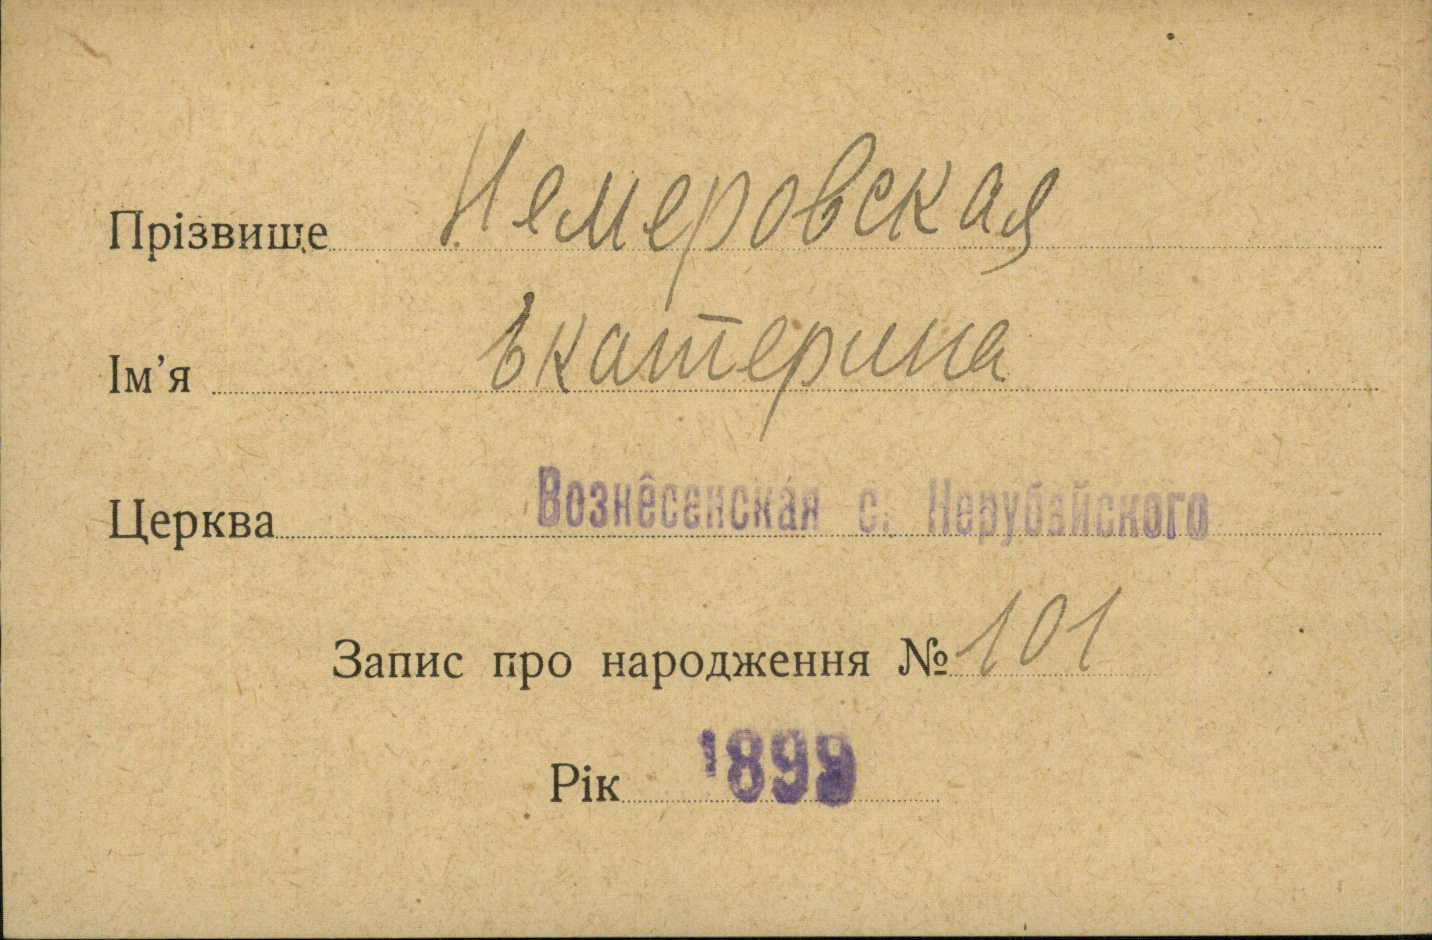 Прізвище Немеровская
Ім'я Екатерина
Церква Вознесенская с. Нерубайского
Запис про народження № 101
Рік 1899